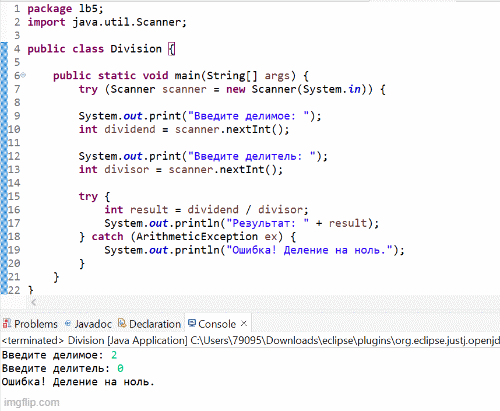 1 package lb5;
2 import java.util.Scanner;
3
4 public class Division {
5
6 public static void main(String[] args) {
7 try (Scanner scanner = new Scanner(System.in)) {
8
9 System.out.print("Введите делимое: ");
10 int dividend = scanner.nextInt();
11
12 System.out.print("Введите делитель: ");
13 int divisor = scanner.nextInt();
14
15 try {
16 int result = dividend / divisor;
17 System.out.println("Результат: " + result);
18 } catch (ArithmeticException ex) {
19 System.out.println("Ошибка! Деление на ноль.");
20 }
21 }
22 }
Problems Javadoc Declaration Console
<terminated> Division [Java Application] C:\Users\79095\Downloads\eclipse\plugins\org.eclipse.justj.openjd
Введите делимое: 2
Введите делитель: 0
Ошибка! Деление на ноль.
imgflip.com